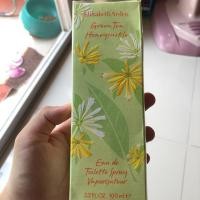 Elizabeth Arden
Green Tea
Honeysuckle
Eau de
Toilette Spray
Vaporisateur
3.3 FL.OZ. 100 ml e